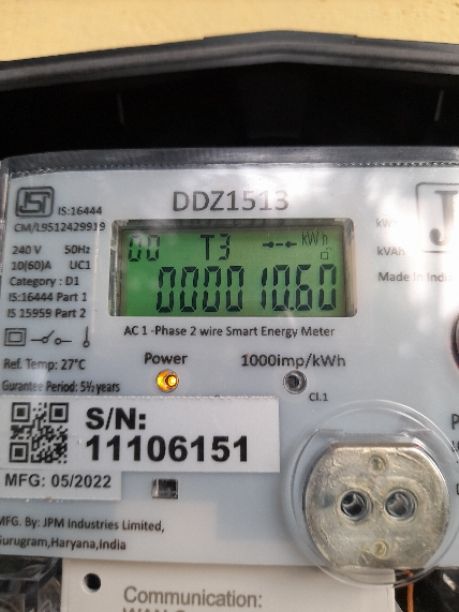 DDZ1513
IS:16444
CM/L9512429919
240 V 50Hz
10(60)A UC1
Category : D1
IS:16444 Part 1
IS 15959 Part 2
00 T3 kWh
00001060
kVAh
Made in India
AC 1-Phase 2 wire Smart Energy Meter
Power 1000imp/kWh
Cl.1
Ref. Temp: 27°C
Gurantee Period: 5½ years
S/N:
11106151
MFG: 05/2022
MFG. By: JPM Industries Limited,
Gurugram,Haryana,India
Communication: